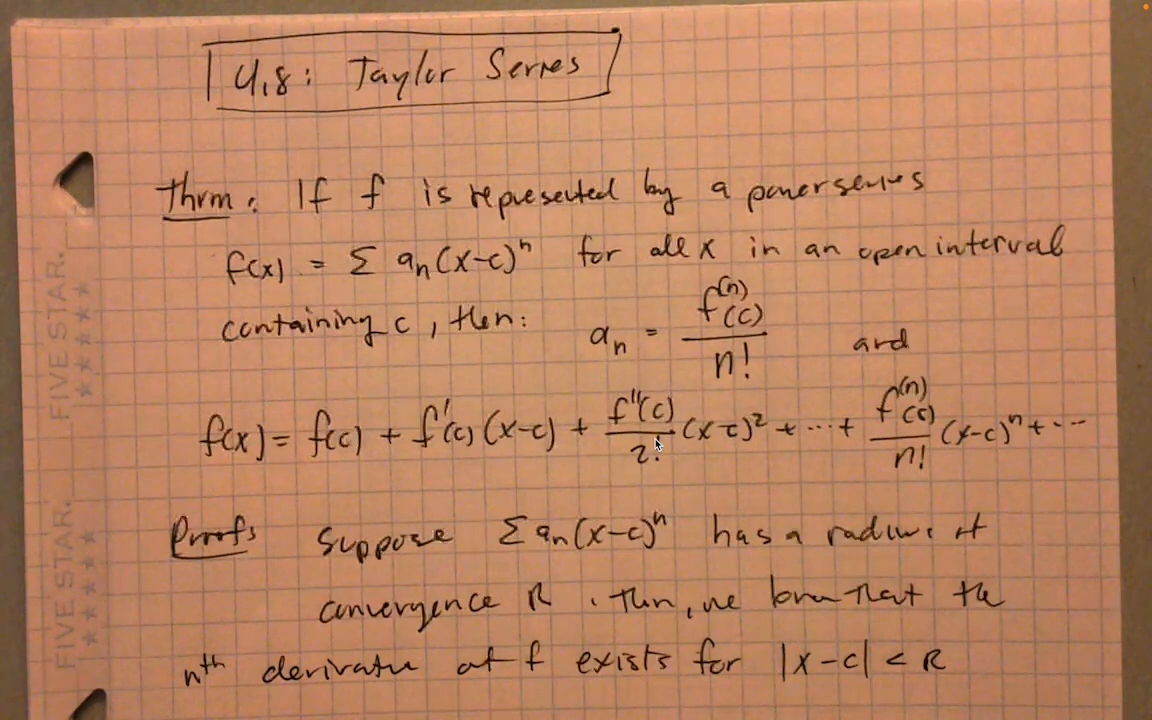 4.8: Taylor Series
Thrm: If f is represented by a power series
f(x) = Σ aₙ(x-c)ⁿ for all x in an open interval
containing c, then: aₙ = f⁽ⁿ⁾(c)/n! and
f(x) = f(c) + f'(c)(x-c) + f''(c)/2! (x-c)² + ... + f⁽ⁿ⁾(c)/n! (x-c)ⁿ + ...
Proof: Suppose Σ aₙ(x-c)ⁿ has a radius of
convergence R. Then, we know that the
nth derivative of f exists for |x-c| < R
FIVE STAR.
FIVE STAR.